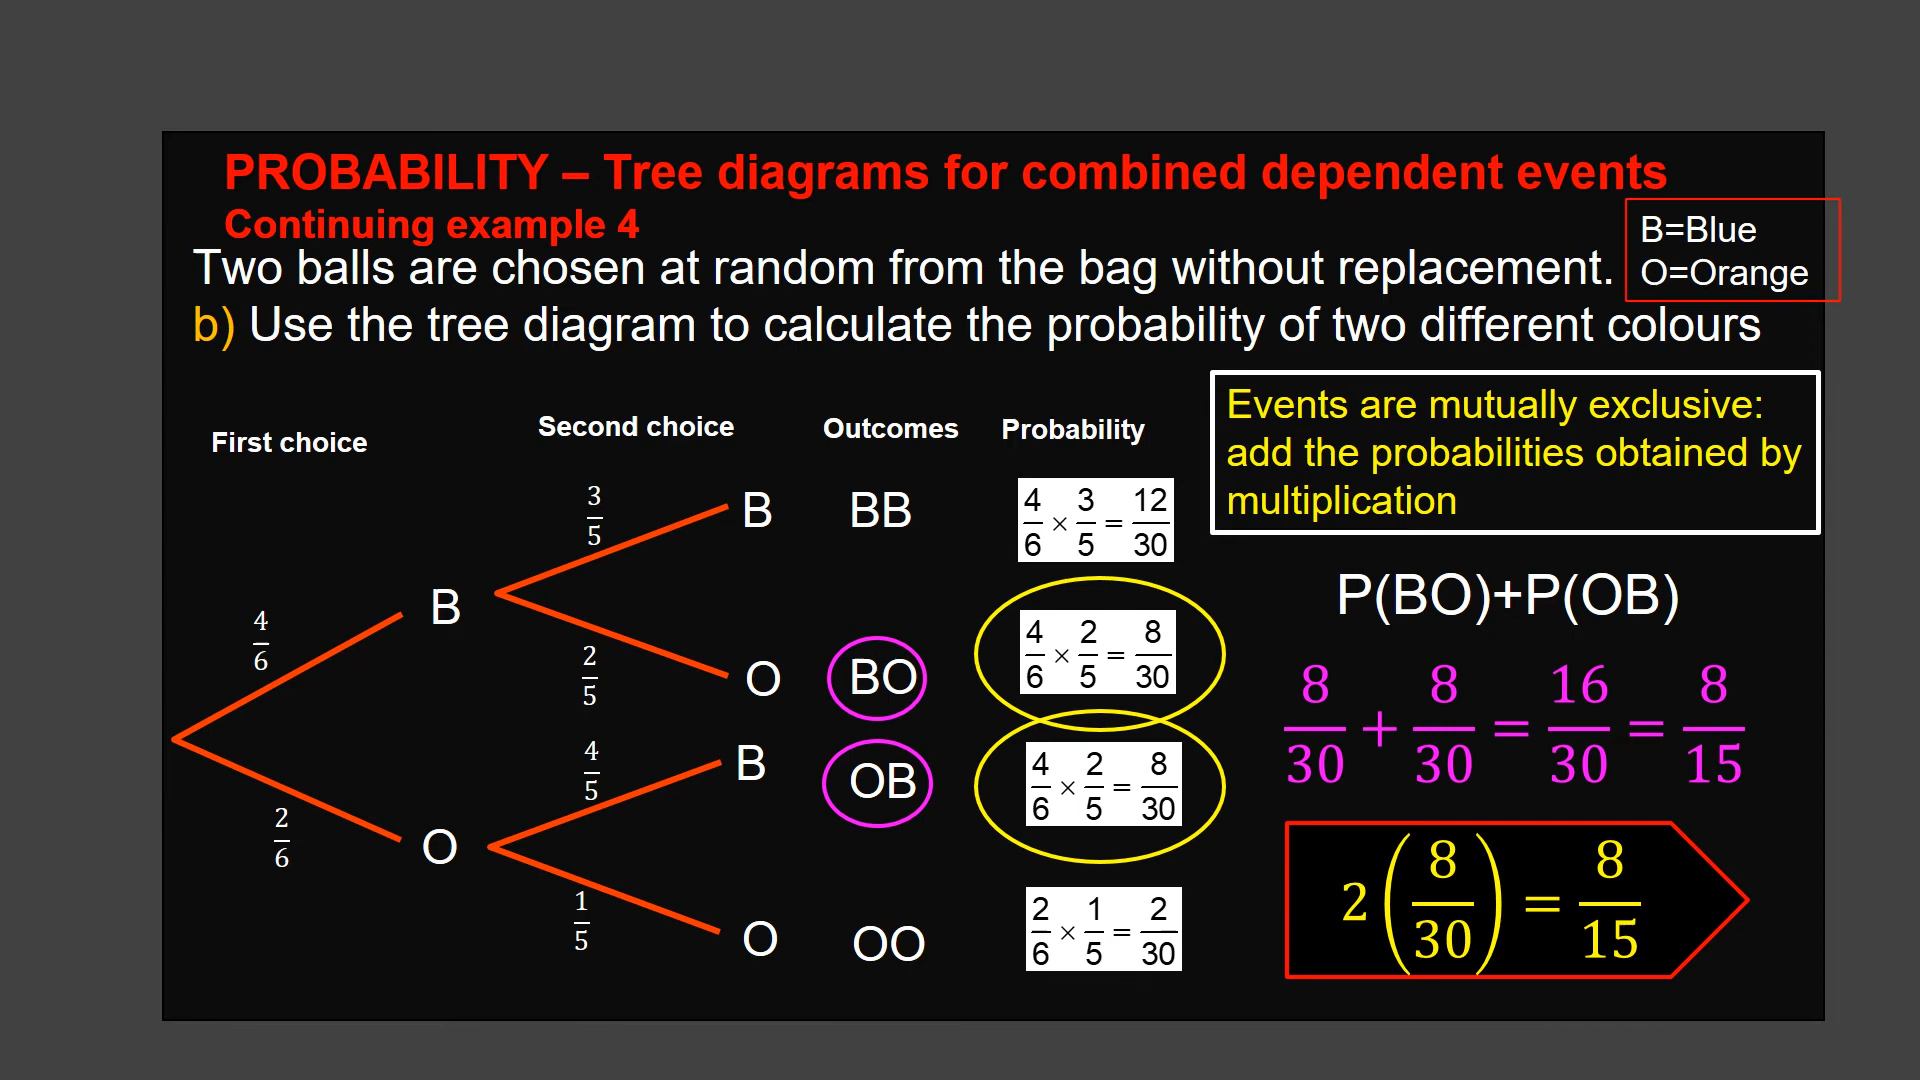 PROBABILITY – Tree diagrams for combined dependent events
Continuing example 4
B=Blue
O=Orange
Two balls are chosen at random from the bag without replacement.
b) Use the tree diagram to calculate the probability of two different colours
Events are mutually exclusive:
add the probabilities obtained by
multiplication
First choice Second choice Outcomes Probability
3/5 B BB 4/6 × 3/5 = 12/30
4/6 B
2/5 O BO 4/6 × 2/5 = 8/30
4/5 B OB 4/6 × 2/5 = 8/30
2/6 O
1/5 O OO 2/6 × 1/5 = 2/30
P(BO)+P(OB)
8/30 + 8/30 = 16/30 = 8/15
2(8/30) = 8/15